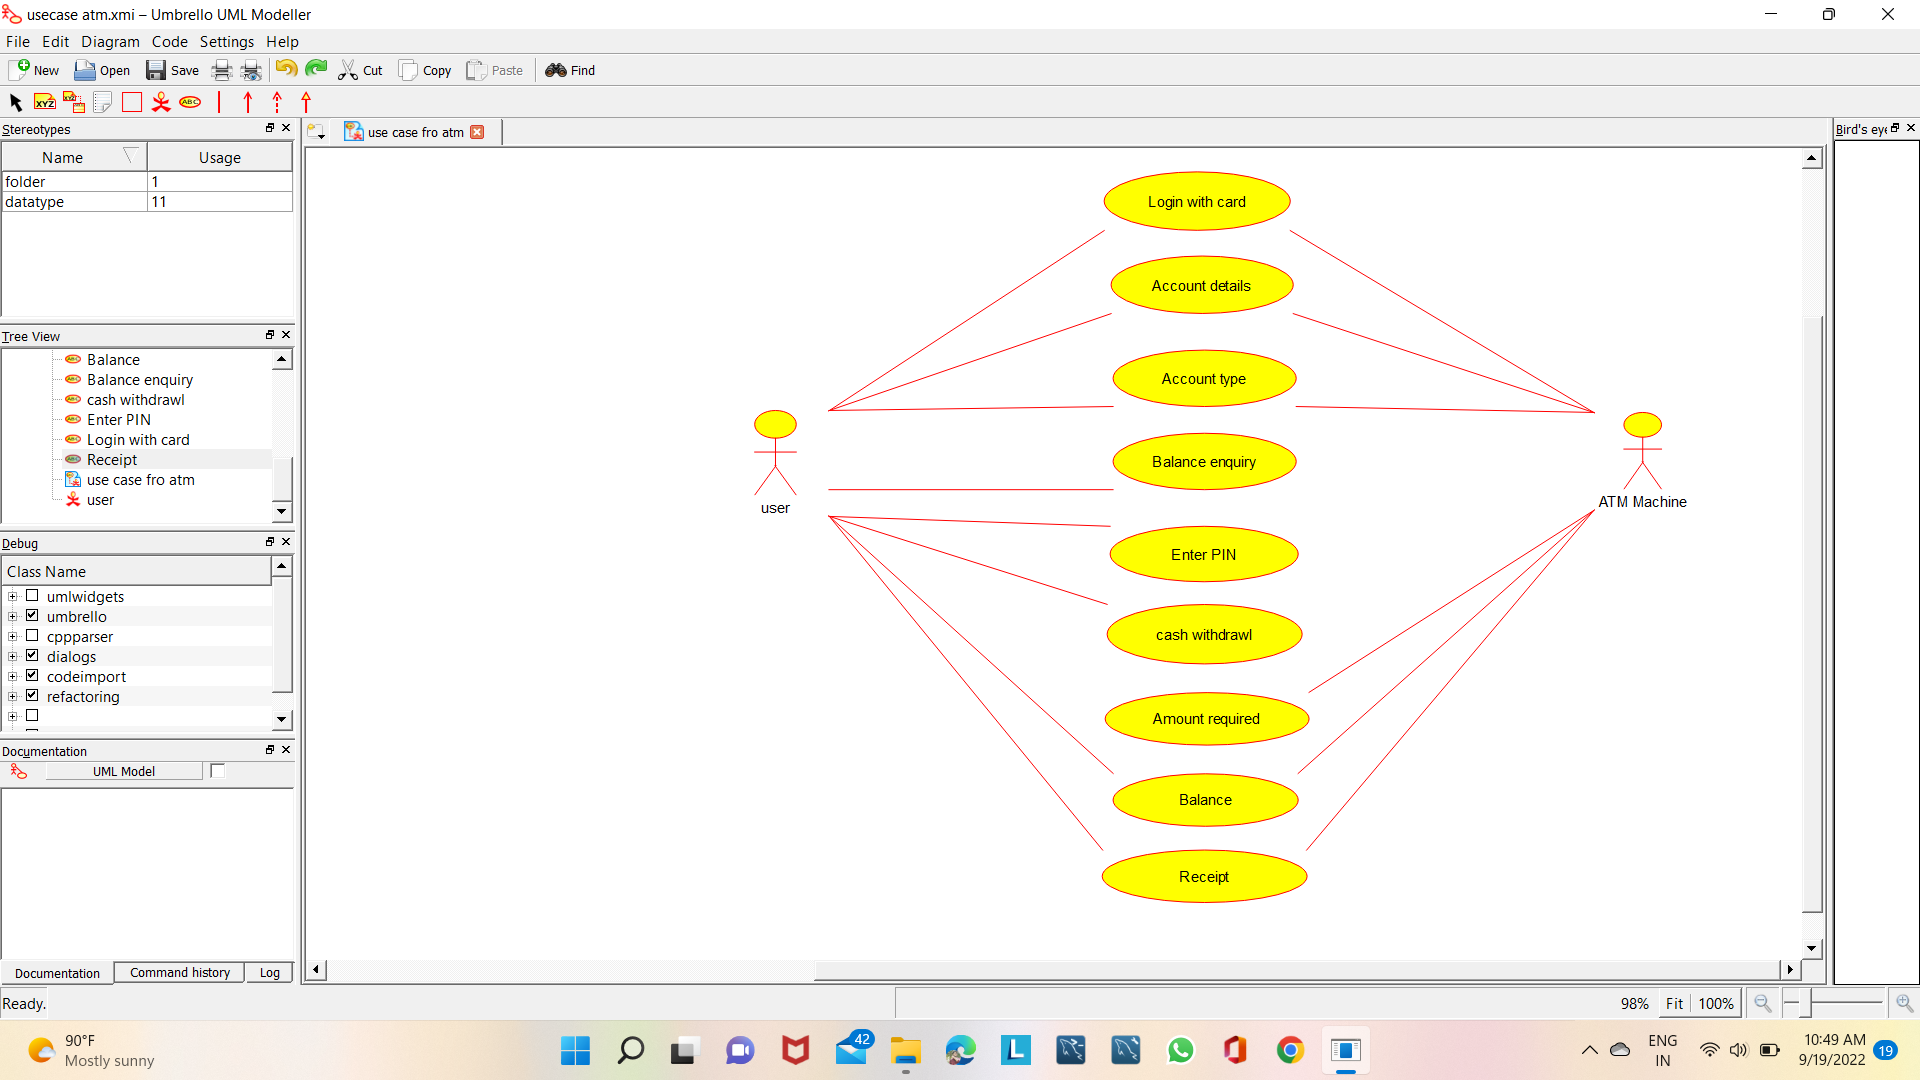 usecase atm.xmi – Umbrello UML Modeller
File Edit Diagram Code Settings Help
New Open Save Cut Copy Paste Find
XYZ XYZ ABC
Stereotypes
Name Usage
folder 1
datatype 11
Tree View
Balance
Balance enquiry
cash withdrawl
Enter PIN
Login with card
Receipt
use case fro atm
user
Debug
Class Name
umlwidgets
umbrello
cppparser
dialogs
codeimport
refactoring
Documentation
UML Model
Documentation Command history Log
use case fro atm
Login with card
Account details
Account type
Balance enquiry
Enter PIN
cash withdrawl
Amount required
Balance
Receipt
user
ATM Machine
Bird's eye
Ready.
98% Fit 100%
90°F
Mostly sunny
42
L
ENG
IN
10:49 AM
9/19/2022
19